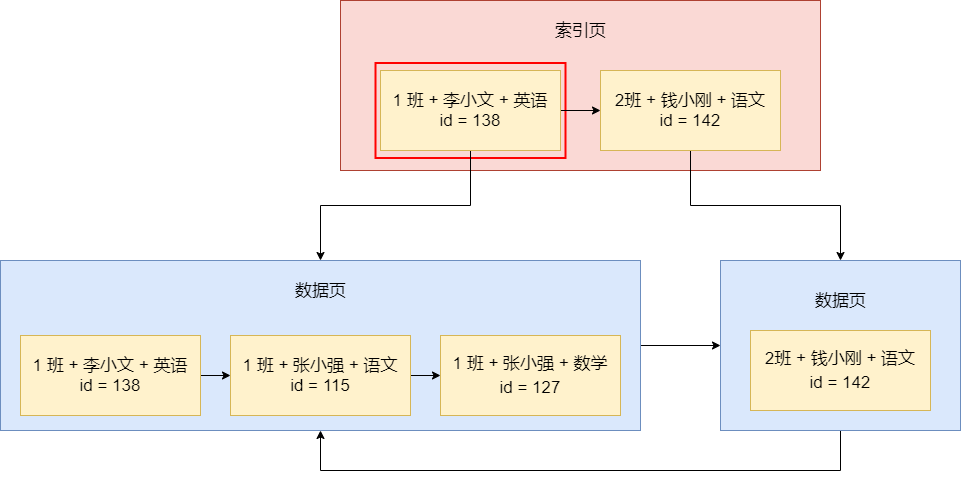 索引页
1 班 + 李小文 + 英语
id = 138
2班 + 钱小刚 + 语文
id = 142
数据页
1 班 + 李小文 + 英语
id = 138
1 班 + 张小强 + 语文
id = 115
1 班 + 张小强 + 数学
id = 127
数据页
2班 + 钱小刚 + 语文
id = 142